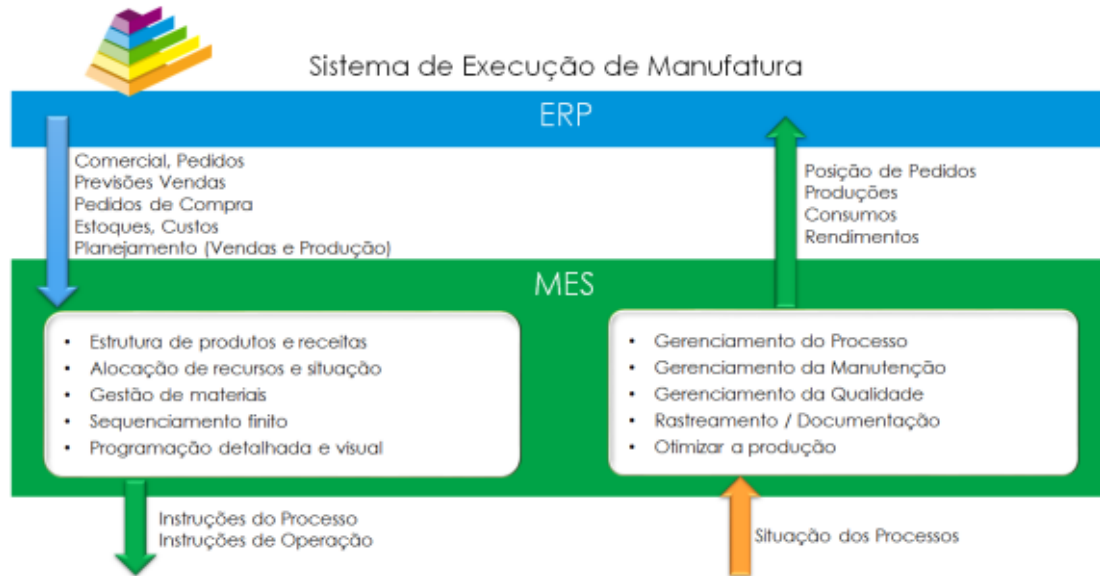 Sistema de Execução de Manufatura
ERP
Comercial, Pedidos
Previsões Vendas
Pedidos de Compra
Estoques, Custos
Planejamento (Vendas e Produção)
Posição de Pedidos
Produções
Consumos
Rendimentos
MES
• Estrutura de produtos e receitas
• Alocação de recursos e situação
• Gestão de materiais
• Sequenciamento finito
• Programação detalhada e visual
• Gerenciamento do Processo
• Gerenciamento da Manutenção
• Gerenciamento da Qualidade
• Rastreamento / Documentação
• Otimizar a produção
Instruções do Processo
Instruções de Operação
Situação dos Processos